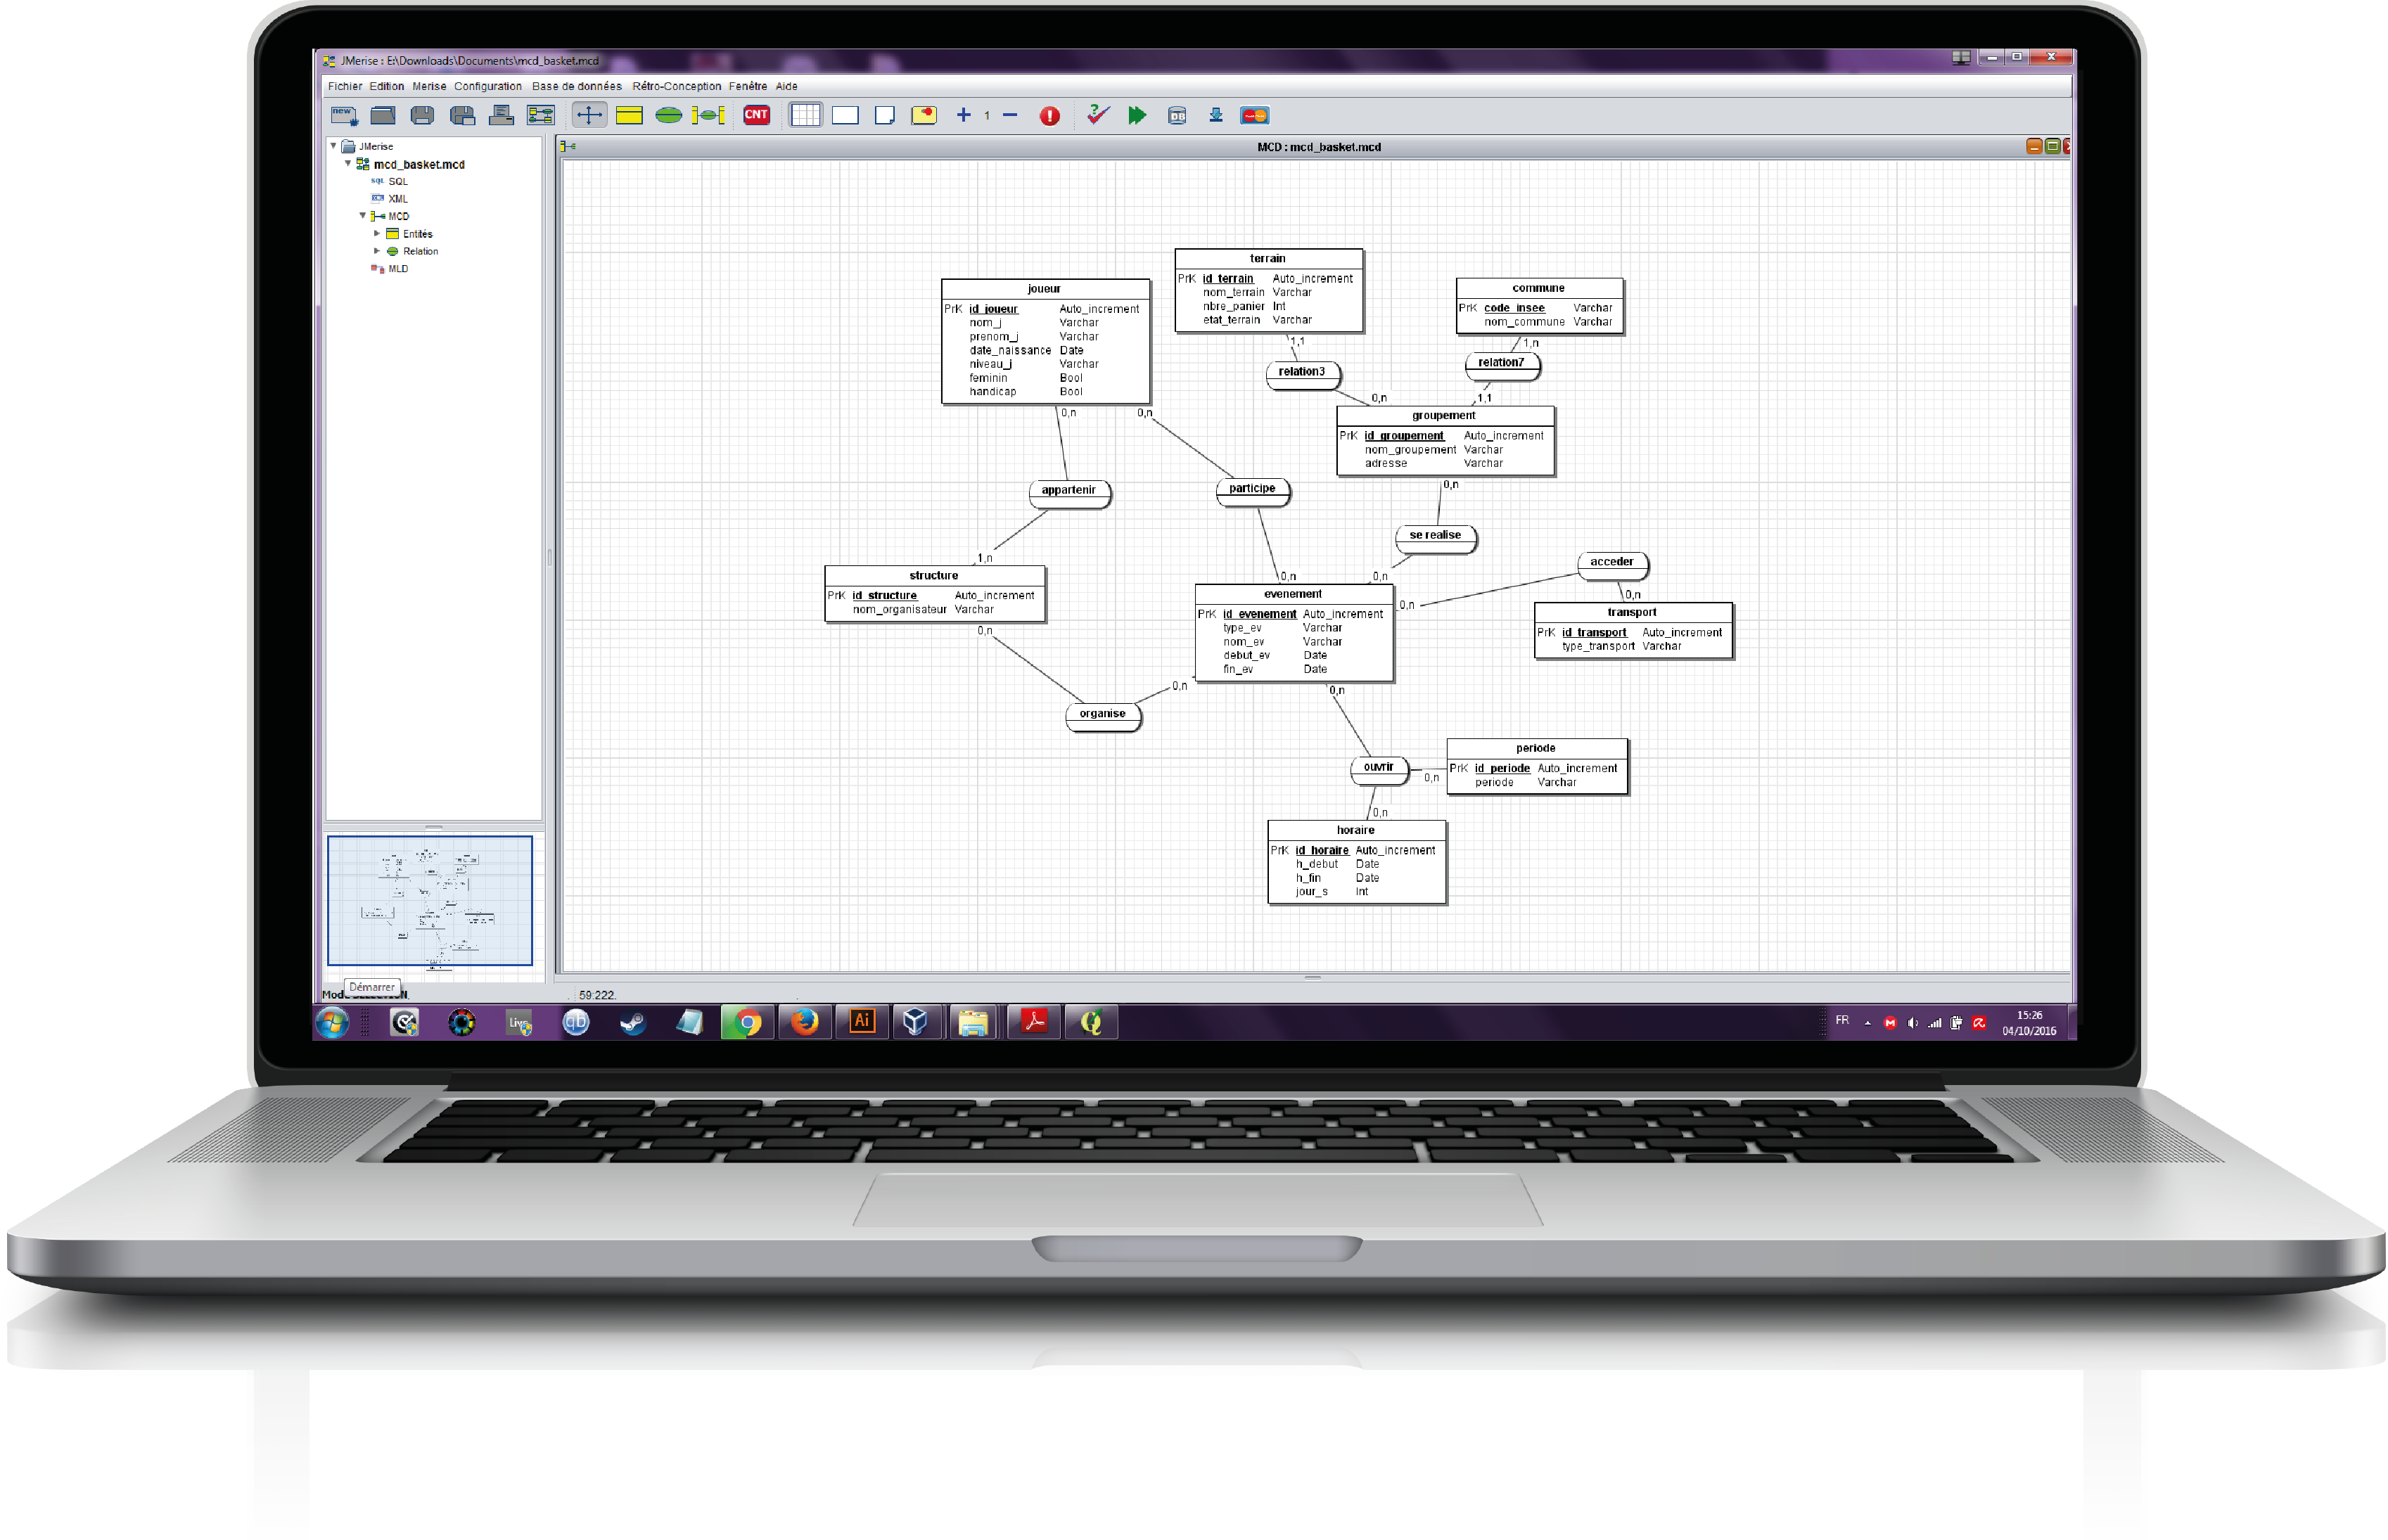 JMerise : E:\Downloads\Documents\mcd_basket.mcd
Fichier Edition Merise Configuration Base de données Rétro-Conception Fenêtre Aide
new CNT 1 DB
JMerise
mcd_basket.mcd
SQL SQL
XML
MCD
Entités
Relation
MLD
MCD : mcd_basket.mcd
terrain
PrK id_terrain Auto_increment
nom_terrain Varchar
nbre_panier Int
etat_terrain Varchar
1,1
relation3
0,n
commune
PrK code_insee Varchar
nom_commune Varchar
1,n
relation7
1,1
joueur
PrK id_joueur Auto_increment
nom_j Varchar
prenom_j Varchar
date_naissance Date
niveau_j Varchar
feminin Bool
handicap Bool
0,n 0,n
groupement
PrK id_groupement Auto_increment
nom_groupement Varchar
adresse Varchar
0,n
appartenir
participe
se realise
1,n
0,n
0,n
acceder
0,n
0,n
structure
PrK id_structure Auto_increment
nom_organisateur Varchar
0,n
evenement
PrK id_evenement Auto_increment
type_ev Varchar
nom_ev Varchar
debut_ev Date
fin_ev Date
0,n
0,n
transport
PrK id_transport Auto_increment
type_transport Varchar
organise
ouvrir
0,n
0,n
periode
PrK id_periode Auto_increment
periode Varchar
horaire
PrK id_horaire Auto_increment
h_debut Date
h_fin Date
jour_s Int
Démarrer
59:222.
Live qb Ai
FR
15:26
04/10/2016